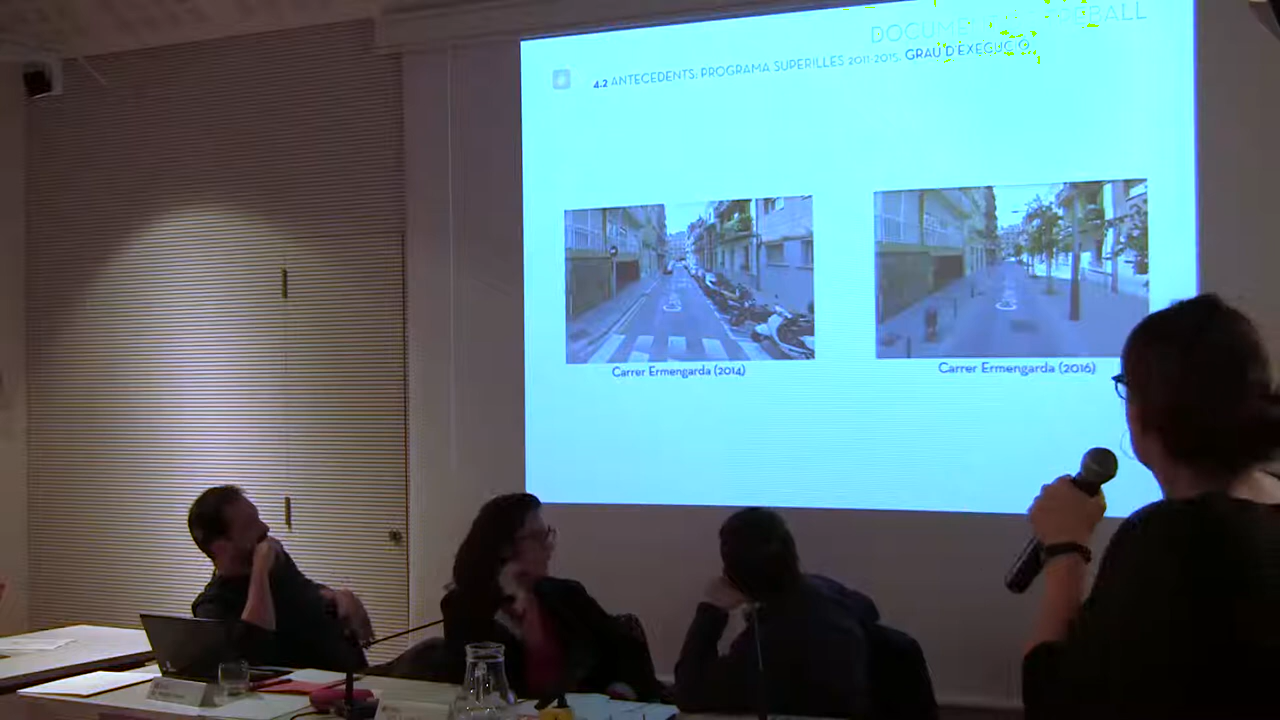 4.2 ANTECEDENTS: PROGRAMA SUPERILLES 2011-2015. GRAU D'EXECUCIÓ
Carrer Ermengarda (2014)
Carrer Ermengarda (2016)